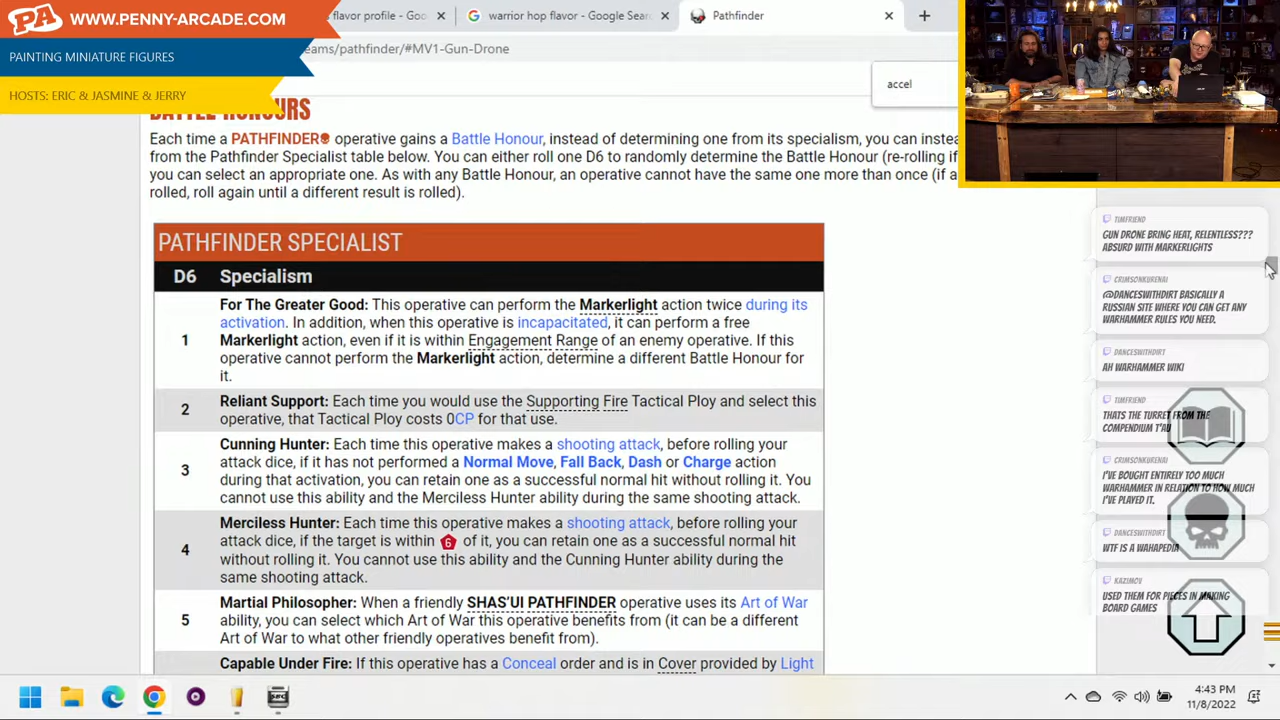 WWW.PENNY-ARCADE.COM
PAINTING MINIATURE FIGURES
HOSTS: ERIC & JASMINE & JERRY
flavor profile - Goo
warrior hop flavor - Google Sear
Pathfinder
eams/pathfinder/#MV1-Gun-Drone
accel
BATTLE HONOURS
Each time a PATHFINDER operative gains a Battle Honour, instead of determining one from its specialism, you can inste
from the Pathfinder Specialist table below. You can either roll one D6 to randomly determine the Battle Honour (re-rolling if
you can select an appropriate one. As with any Battle Honour, an operative cannot have the same one more than once (if a
rolled, roll again until a different result is rolled).
PATHFINDER SPECIALIST
D6 Specialism
For The Greater Good: This operative can perform the Markerlight action twice during its
activation. In addition, when this operative is incapacitated, it can perform a free
1 Markerlight action, even if it is within Engagement Range of an enemy operative. If this
operative cannot perform the Markerlight action, determine a different Battle Honour for
it.
2 Reliant Support: Each time you would use the Supporting Fire Tactical Ploy and select this
operative, that Tactical Ploy costs 0CP for that use.
Cunning Hunter: Each time this operative makes a shooting attack, before rolling your
3 attack dice, if it has not performed a Normal Move, Fall Back, Dash or Charge action
during that activation, you can retain one as a successful normal hit without rolling it. You
cannot use this ability and the Merciless Hunter ability during the same shooting attack.
Merciless Hunter: Each time this operative makes a shooting attack, before rolling your
4 attack dice, if the target is within 6 of it, you can retain one as a successful normal hit
without rolling it. You cannot use this ability and the Cunning Hunter ability during the
same shooting attack.
Martial Philosopher: When a friendly SHAS'UI PATHFINDER operative uses its Art of War
5 ability, you can select which Art of War this operative benefits from (it can be a different
Art of War to what other friendly operatives benefit from).
Capable Under Fire: If this operative has a Conceal order and is in Cover provided by Light
TIMFRIEND
GUN DRONE BRING HEAT, RELENTLESS???
ABSURD WITH MARKERLIGHTS
CRIMSONKURENAI
@DANCESWITHDIRT BASICALLY A
RUSSIAN SITE WHERE YOU CAN GET ANY
WARHAMMER RULES YOU NEED.
DANCESWITHDIRT
AH WARHAMMER WIKI
TIMFRIEND
THATS THE TURRET FROM THE
COMPENDIUM T'AU
CRIMSONKURENAI
I'VE BOUGHT ENTIRELY TOO MUCH
WARHAMMER IN RELATION TO HOW MUCH
I'VE PLAYED IT.
DANCESWITHDIRT
WTF IS A WAHAPEDIA
KAZIMOV
USED THEM FOR PIECES IN MAKING
BOARD GAMES
4:43 PM
11/8/2022